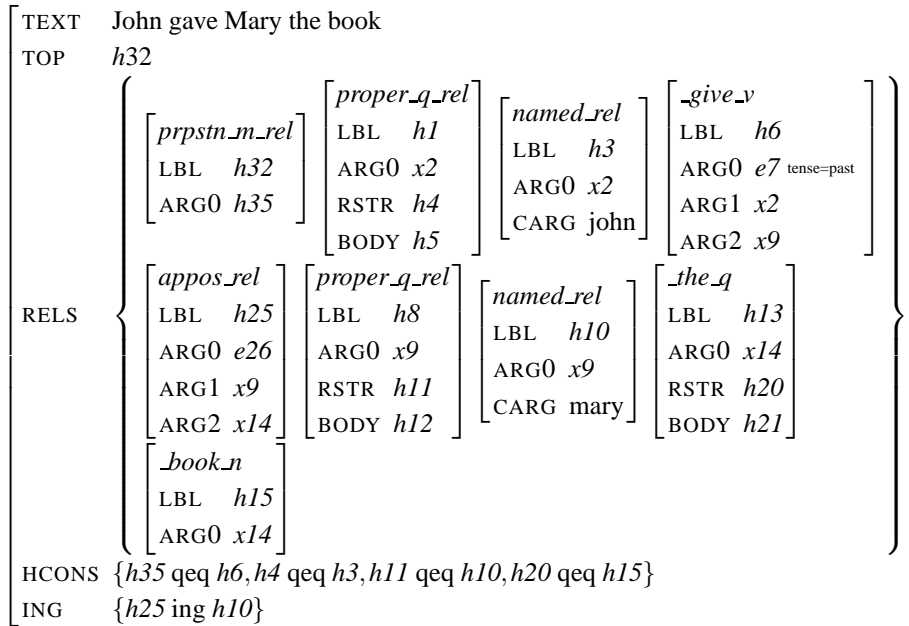 TEXT John gave Mary the book
TOP h32
RELS
prpstn_m_rel
LBL h32
ARG0 h35
proper_q_rel
LBL h1
ARG0 x2
RSTR h4
BODY h5
named_rel
LBL h3
ARG0 x2
CARG john
_give_v
LBL h6
ARG0 e7 tense=past
ARG1 x2
ARG2 x9
appos_rel
LBL h25
ARG0 e26
ARG1 x9
ARG2 x14
proper_q_rel
LBL h8
ARG0 x9
RSTR h11
BODY h12
named_rel
LBL h10
ARG0 x9
CARG mary
_the_q
LBL h13
ARG0 x14
RSTR h20
BODY h21
_book_n
LBL h15
ARG0 x14
HCONS {h35 qeq h6, h4 qeq h3, h11 qeq h10, h20 qeq h15}
ING {h25 ing h10}